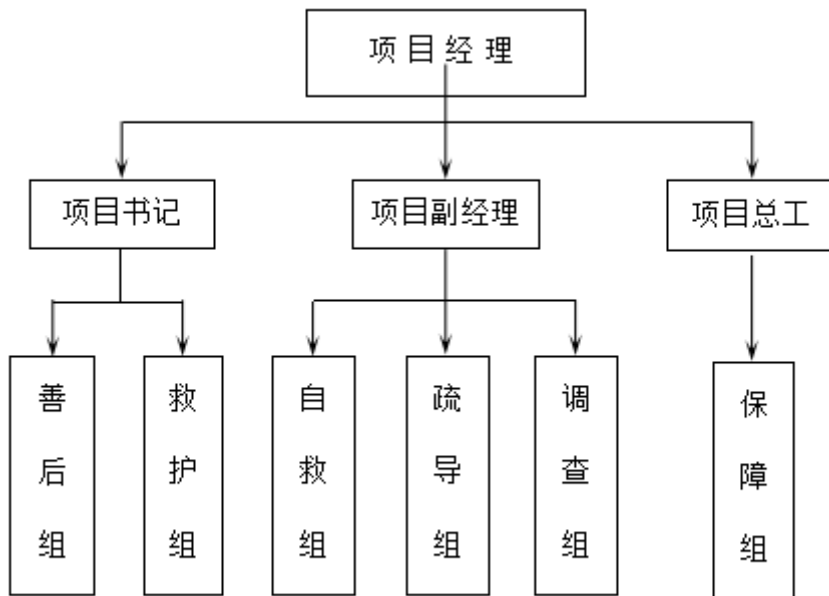 项目经理
项目书记
项目副经理
项目总工
善后组
救护组
自救组
疏导组
调查组
保障组